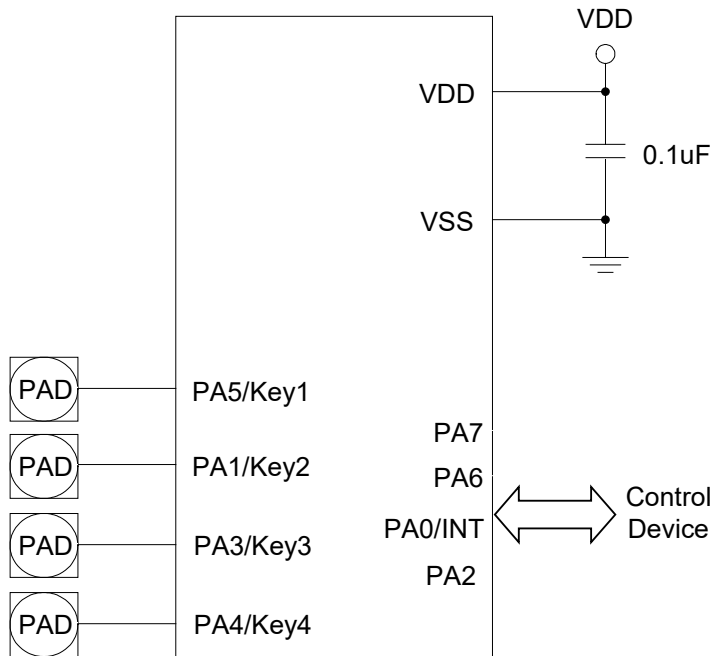 VDD
VDD
0.1uF
VSS
PAD
PA5/Key1
PA7
PAD
PA1/Key2
PA6
Control
Device
PA0/INT
PAD
PA3/Key3
PA2
PAD
PA4/Key4